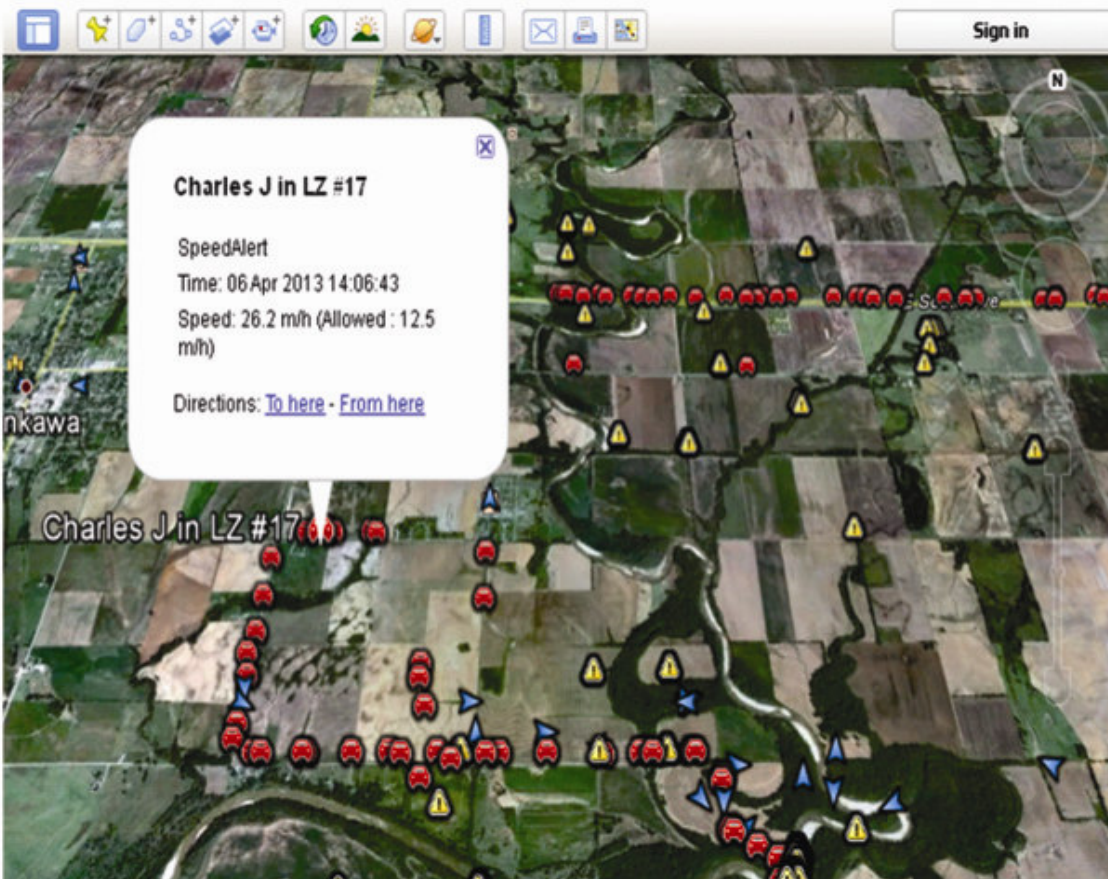 Sign in
N
Charles J in LZ #17
SpeedAlert
Time: 06 Apr 2013 14:06:43
Speed: 26.2 m/h (Allowed : 12.5
m/h)
Directions: To here - From here
nkawa
Charles J in LZ #17